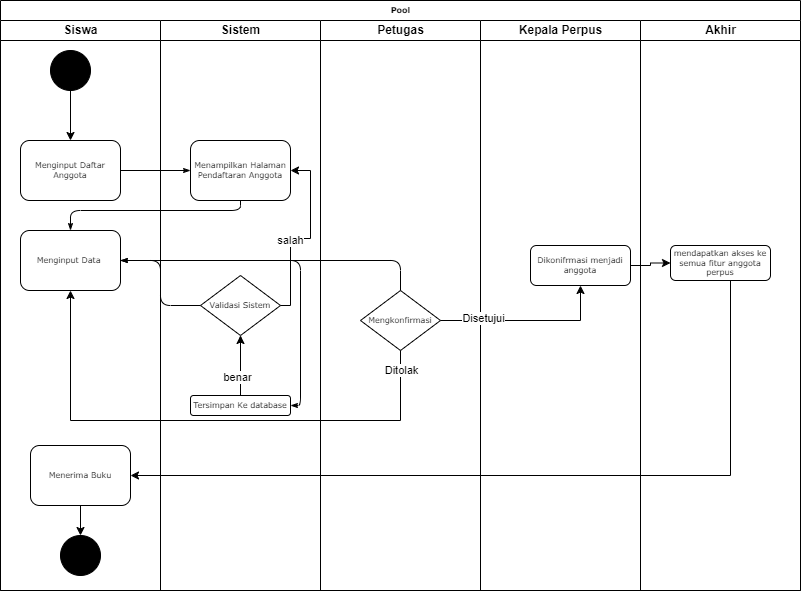 Pool
Siswa
Sistem
Petugas
Kepala Perpus
Akhir
Menginput Daftar
Anggota
Menampilkan Halaman
Pendaftaran Anggota
Menginput Data
salah
Validasi Sistem
Mengkonfirmasi
Disetujui
Dikonifrmasi menjadi
anggota
mendapatkan akses ke
semua fitur anggota
perpus
benar
Ditolak
Tersimpan Ke database
Menerima Buku